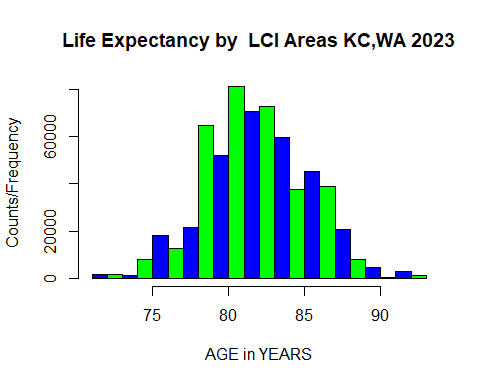 Life Expectancy by  LCI Areas KC,WA 2023
Counts/Frequency
60000
20000
0
75 80 85 90
AGE in YEARS